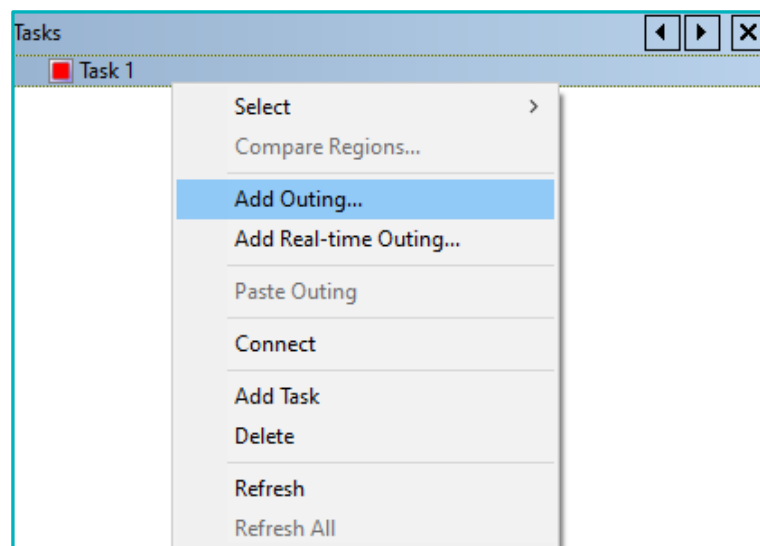 Tasks
Task 1
Select
Compare Regions...
Add Outing...
Add Real-time Outing...
Paste Outing
Connect
Add Task
Delete
Refresh
Refresh All